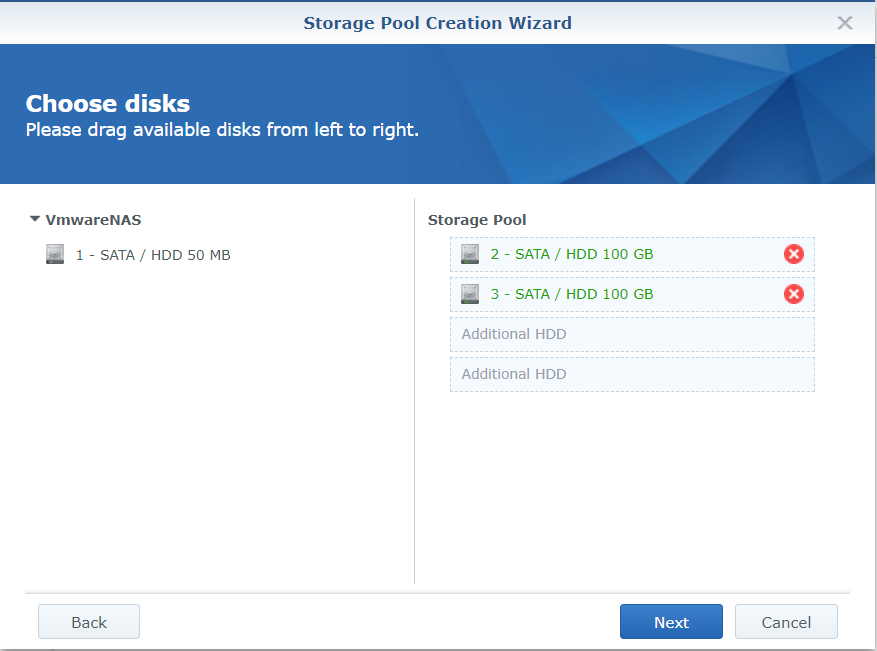 Storage Pool Creation Wizard
Choose disks
Please drag available disks from left to right.
VmwareNAS
1 - SATA / HDD 50 MB
Storage Pool
2 - SATA / HDD 100 GB
3 - SATA / HDD 100 GB
Additional HDD
Additional HDD
Back
Next
Cancel